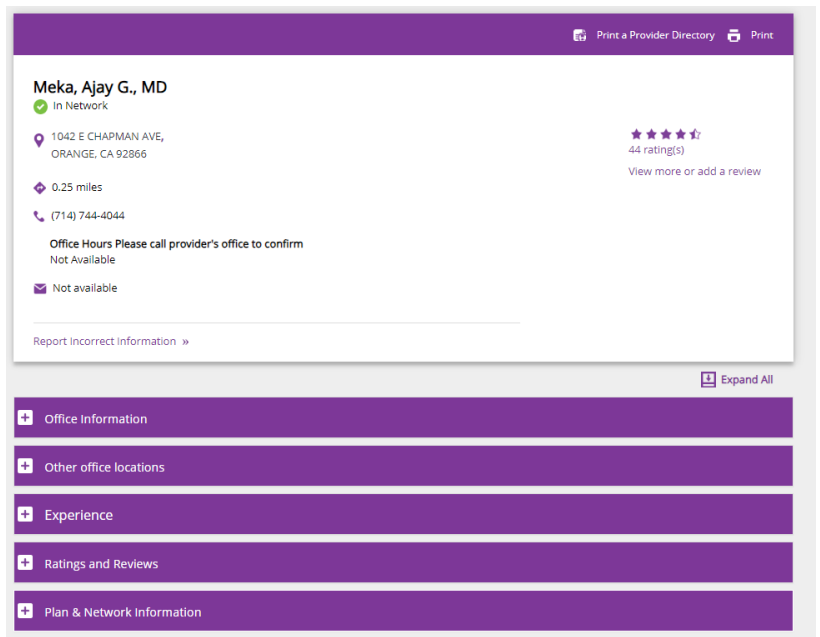 Print a Provider Directory Print
Meka, Ajay G., MD
In Network
1042 E CHAPMAN AVE,
ORANGE, CA 92866
44 rating(s)
View more or add a review
0.25 miles
(714) 744-4044
Office Hours Please call provider's office to confirm
Not Available
Not available
Report Incorrect Information »
Expand All
Office Information
Other office locations
Experience
Ratings and Reviews
Plan & Network Information